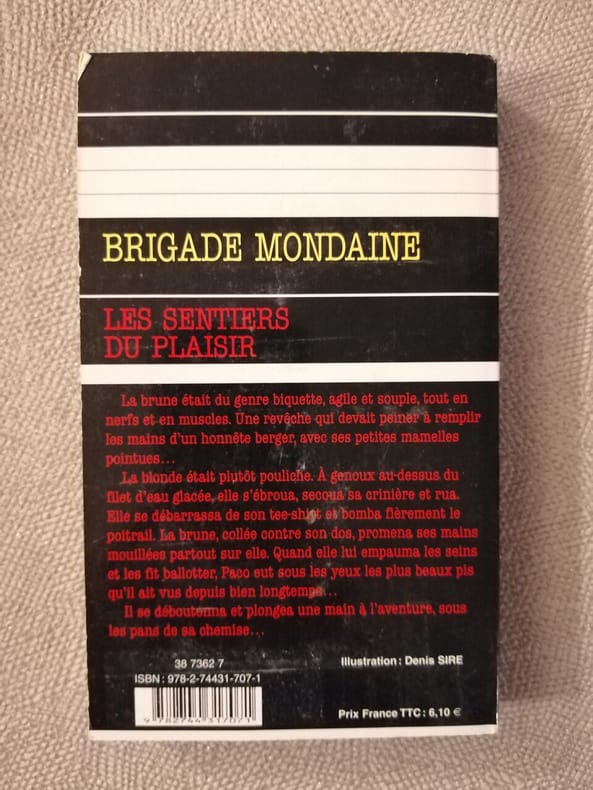 BRIGADE MONDAINE
LES SENTIERS
DU PLAISIR
La brune était du genre biquette, agile et souple, tout en
nerfs et en muscles. Une revêche qui devait peiner à remplir
les mains d'un honnête berger, avec ses petites mamelles
pointues...
La blonde était plutôt pouliche. À genoux au-dessus du
filet d'eau glacée, elle s'ébroua, secoua sa crinière et rua.
Elle se débarrassa de son tee-shirt et bomba fièrement le
poitrail. La brune, collée contre son dos, promena ses mains
mouillées partout sur elle. Quand elle lui empauma les seins
et les fit ballotter, Paco eut sous les yeux les plus beaux pis
qu'il ait vus depuis bien longtemps...
Il se déboutonna et plongea une main à l'aventure, sous
les pans de sa chemise...
38 7362 7
Illustration : Denis SIRE
ISBN : 978-2-74431-707-1
9 782744 317071
Prix France TTC : 6,10 €